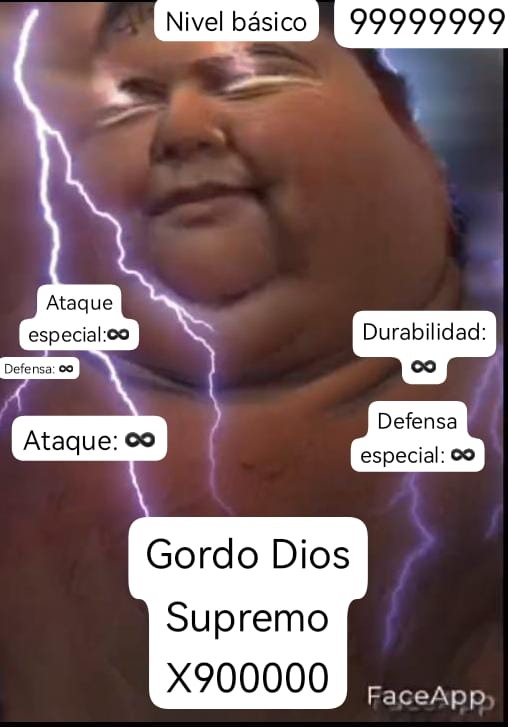 Nivel básico
99999999
Ataque
especial:∞
Defensa: ∞
Ataque: ∞
Durabilidad:
∞
Defensa
especial: ∞
Gordo Dios
Supremo
X900000
FaceApp